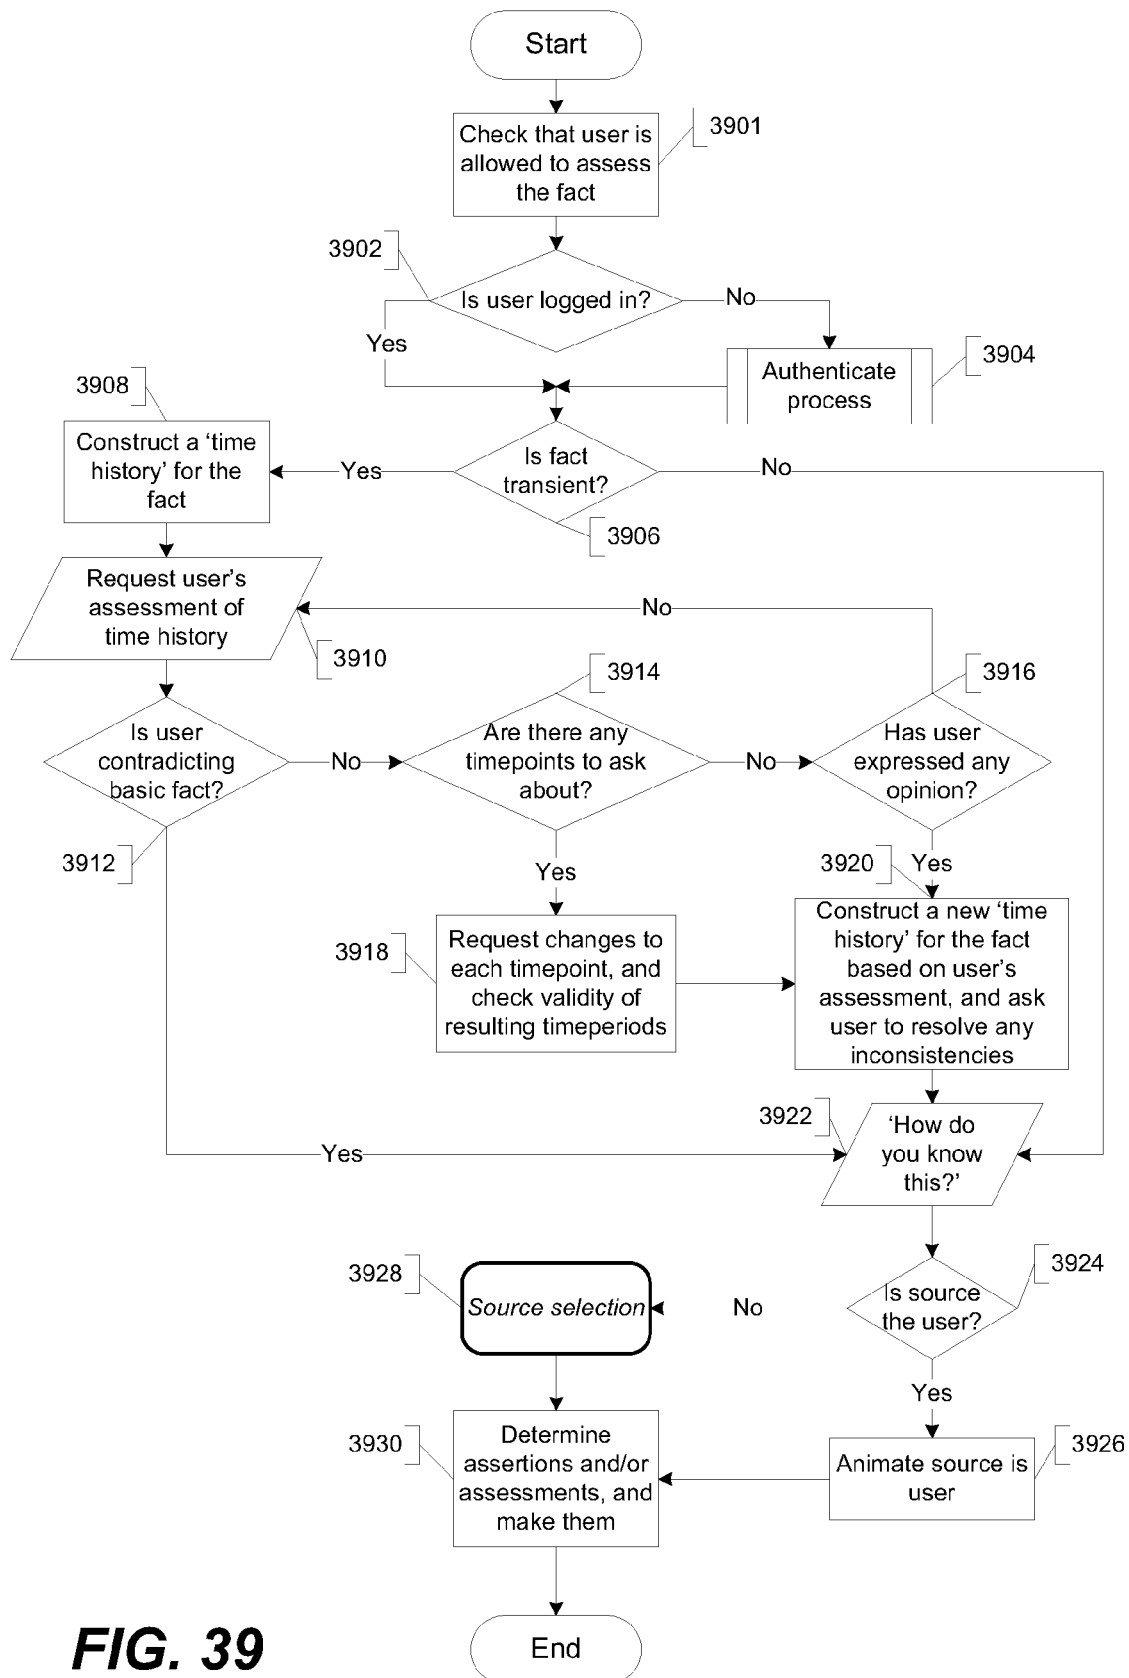 Start
Check that user is
allowed to assess
the fact
3901
3902
Is user logged in?
No
Yes
3904
Authenticate
process
3908
Construct a ‘time
history’ for the
fact
Yes
Is fact
transient?
No
3906
Request user’s
assessment of
time history
No
3910
3914
3916
Is user
contradicting
basic fact?
No
Are there any
timepoints to ask
about?
No
Has user
expressed any
opinion?
3912
Yes
3920
Yes
3918
Request changes to
each timepoint, and
check validity of
resulting timeperiods
Construct a new ‘time
history’ for the fact
based on user’s
assessment, and ask
user to resolve any
inconsistencies
3922
Yes
‘How do
you know
this?’
3928
Source selection
No
Is source
the user?
3924
Yes
3930
Determine
assertions and/or
assessments, and
make them
Animate source is
user
3926
End
FIG. 39